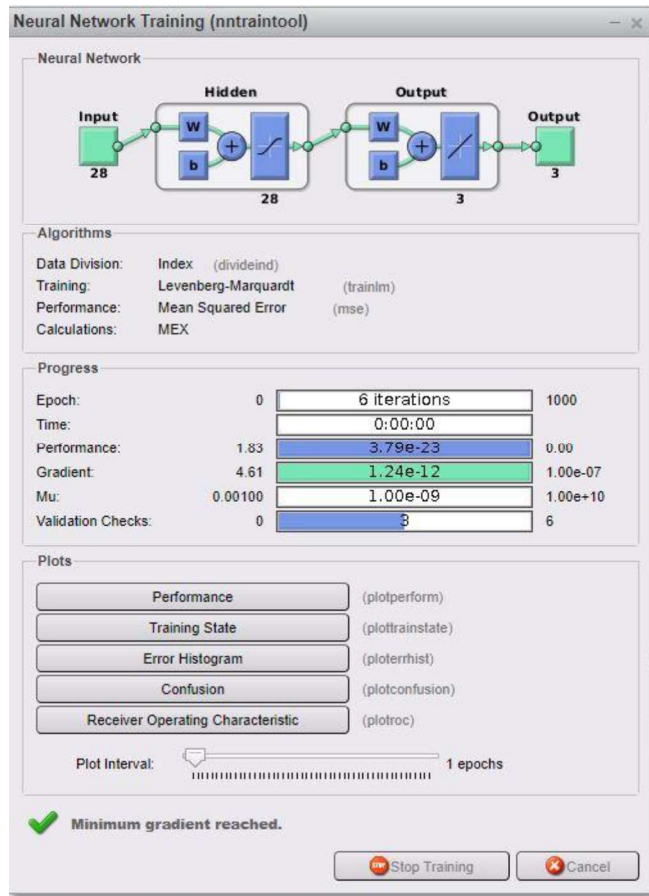 Neural Network Training (nntraintool)
Neural Network
Hidden Output
Input Output
W W
b b
28 3
28 3
Algorithms
Data Division: Index (divideind)
Training: Levenberg-Marquardt (trainlm)
Performance: Mean Squared Error (mse)
Calculations: MEX
Progress
Epoch: 0 6 iterations 1000
Time: 0:00:00
Performance: 1.83 3.79e-23 0.00
Gradient: 4.61 1.24e-12 1.00e-07
Mu: 0.00100 1.00e-09 1.00e+10
Validation Checks: 0 3 6
Plots
Performance (plotperform)
Training State (plottrainstate)
Error Histogram (ploterrhist)
Confusion (plotconfusion)
Receiver Operating Characteristic (plotroc)
Plot Interval: 1 epochs
Minimum gradient reached.
Stop Training Cancel